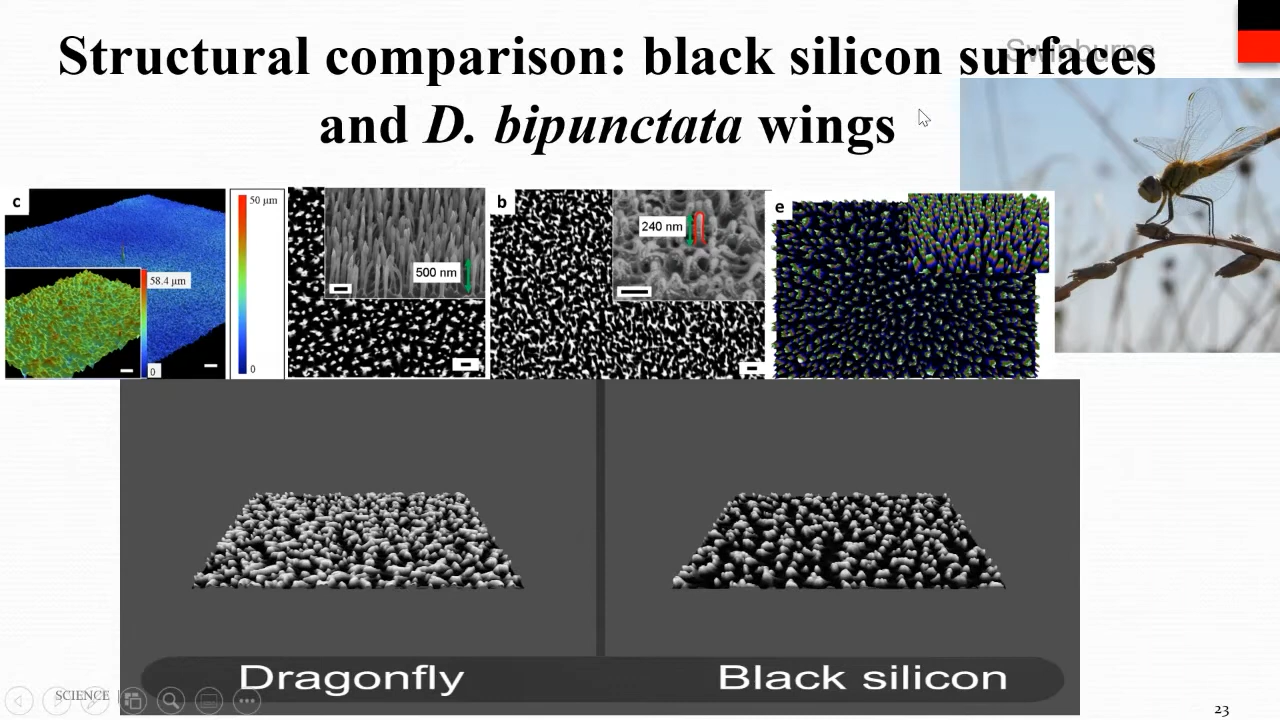 Swinburne
Structural comparison: black silicon surfaces
and D. bipunctata wings
c
50 µm
58.4 µm
0
0
500 nm
b
240 nm
e
Dragonfly
Black silicon
SCIENCE |
23